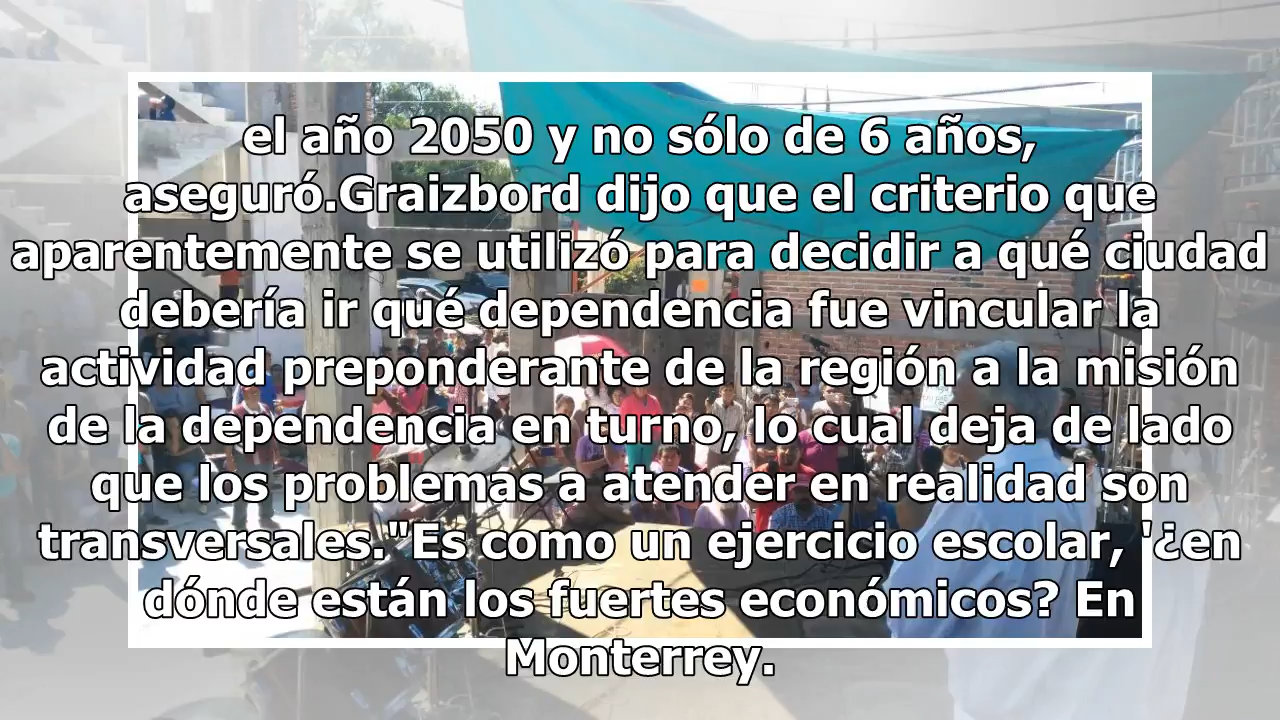 el año 2050 y no sólo de 6 años,
aseguró.Graizbord dijo que el criterio que
aparentemente se utilizó para decidir a qué ciudad
debería ir qué dependencia fue vincular la
actividad preponderante de la región a la misión
de la dependencia en turno, lo cual deja de lado
que los problemas a atender en realidad son
transversales."Es como un ejercicio escolar, '¿en
dónde están los fuertes económicos? En
Monterrey.